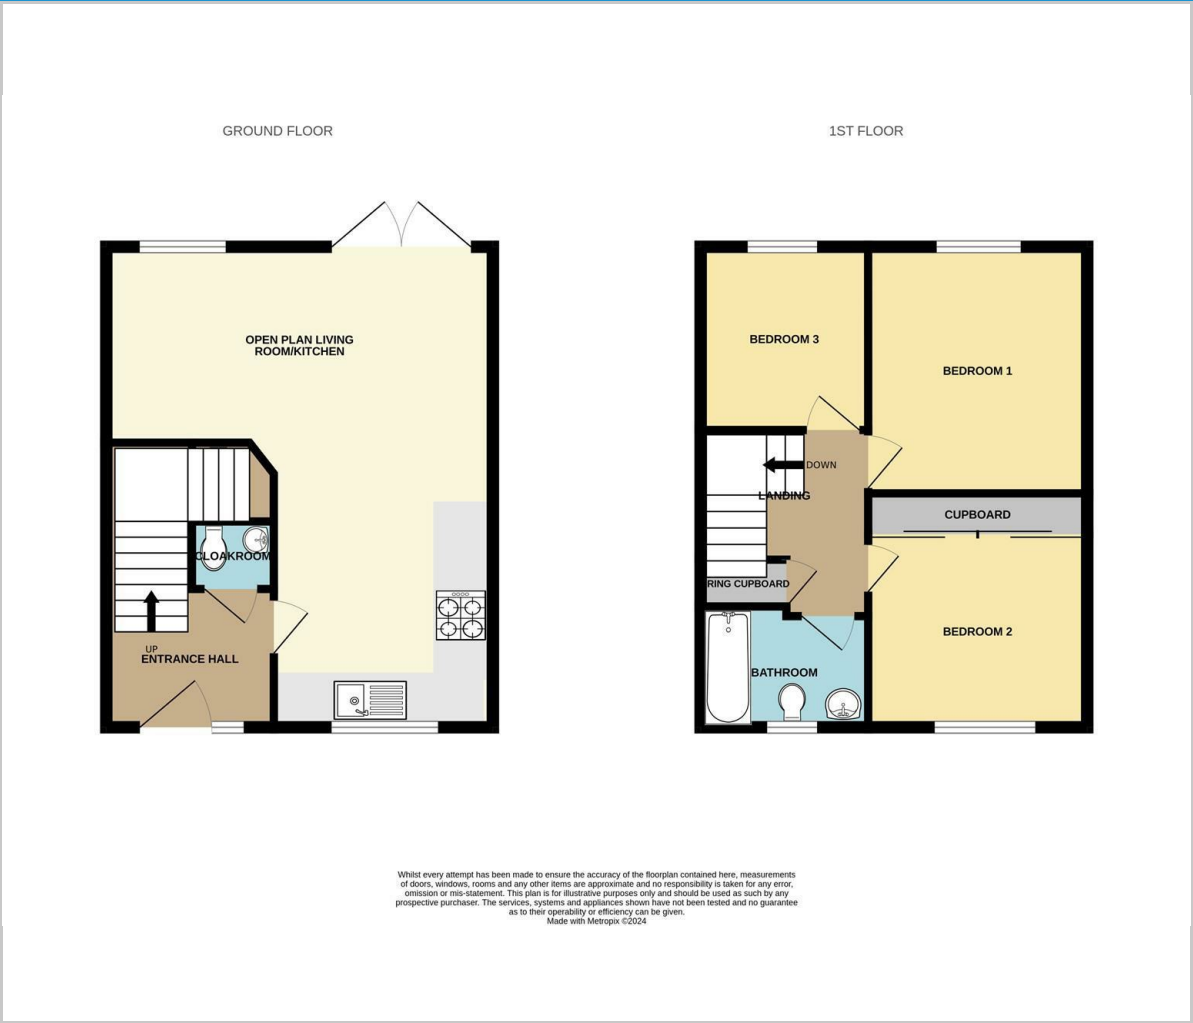 GROUND FLOOR
1ST FLOOR
OPEN PLAN LIVING
ROOM/KITCHEN
CLOAKROOM
UP
ENTRANCE HALL
BEDROOM 3
BEDROOM 1
DOWN
LANDING
CUPBOARD
RING CUPBOARD
BEDROOM 2
BATHROOM
Whilst every attempt has been made to ensure the accuracy of the floorplan contained here, measurements
of doors, windows, rooms and any other items are approximate and no responsibility is taken for any error,
omission or mis-statement. This plan is for illustrative purposes only and should be used as such by any
prospective purchaser. The services, systems and appliances shown have not been tested and no guarantee
as to their operability or efficiency can be given.
Made with Metropix ©2024